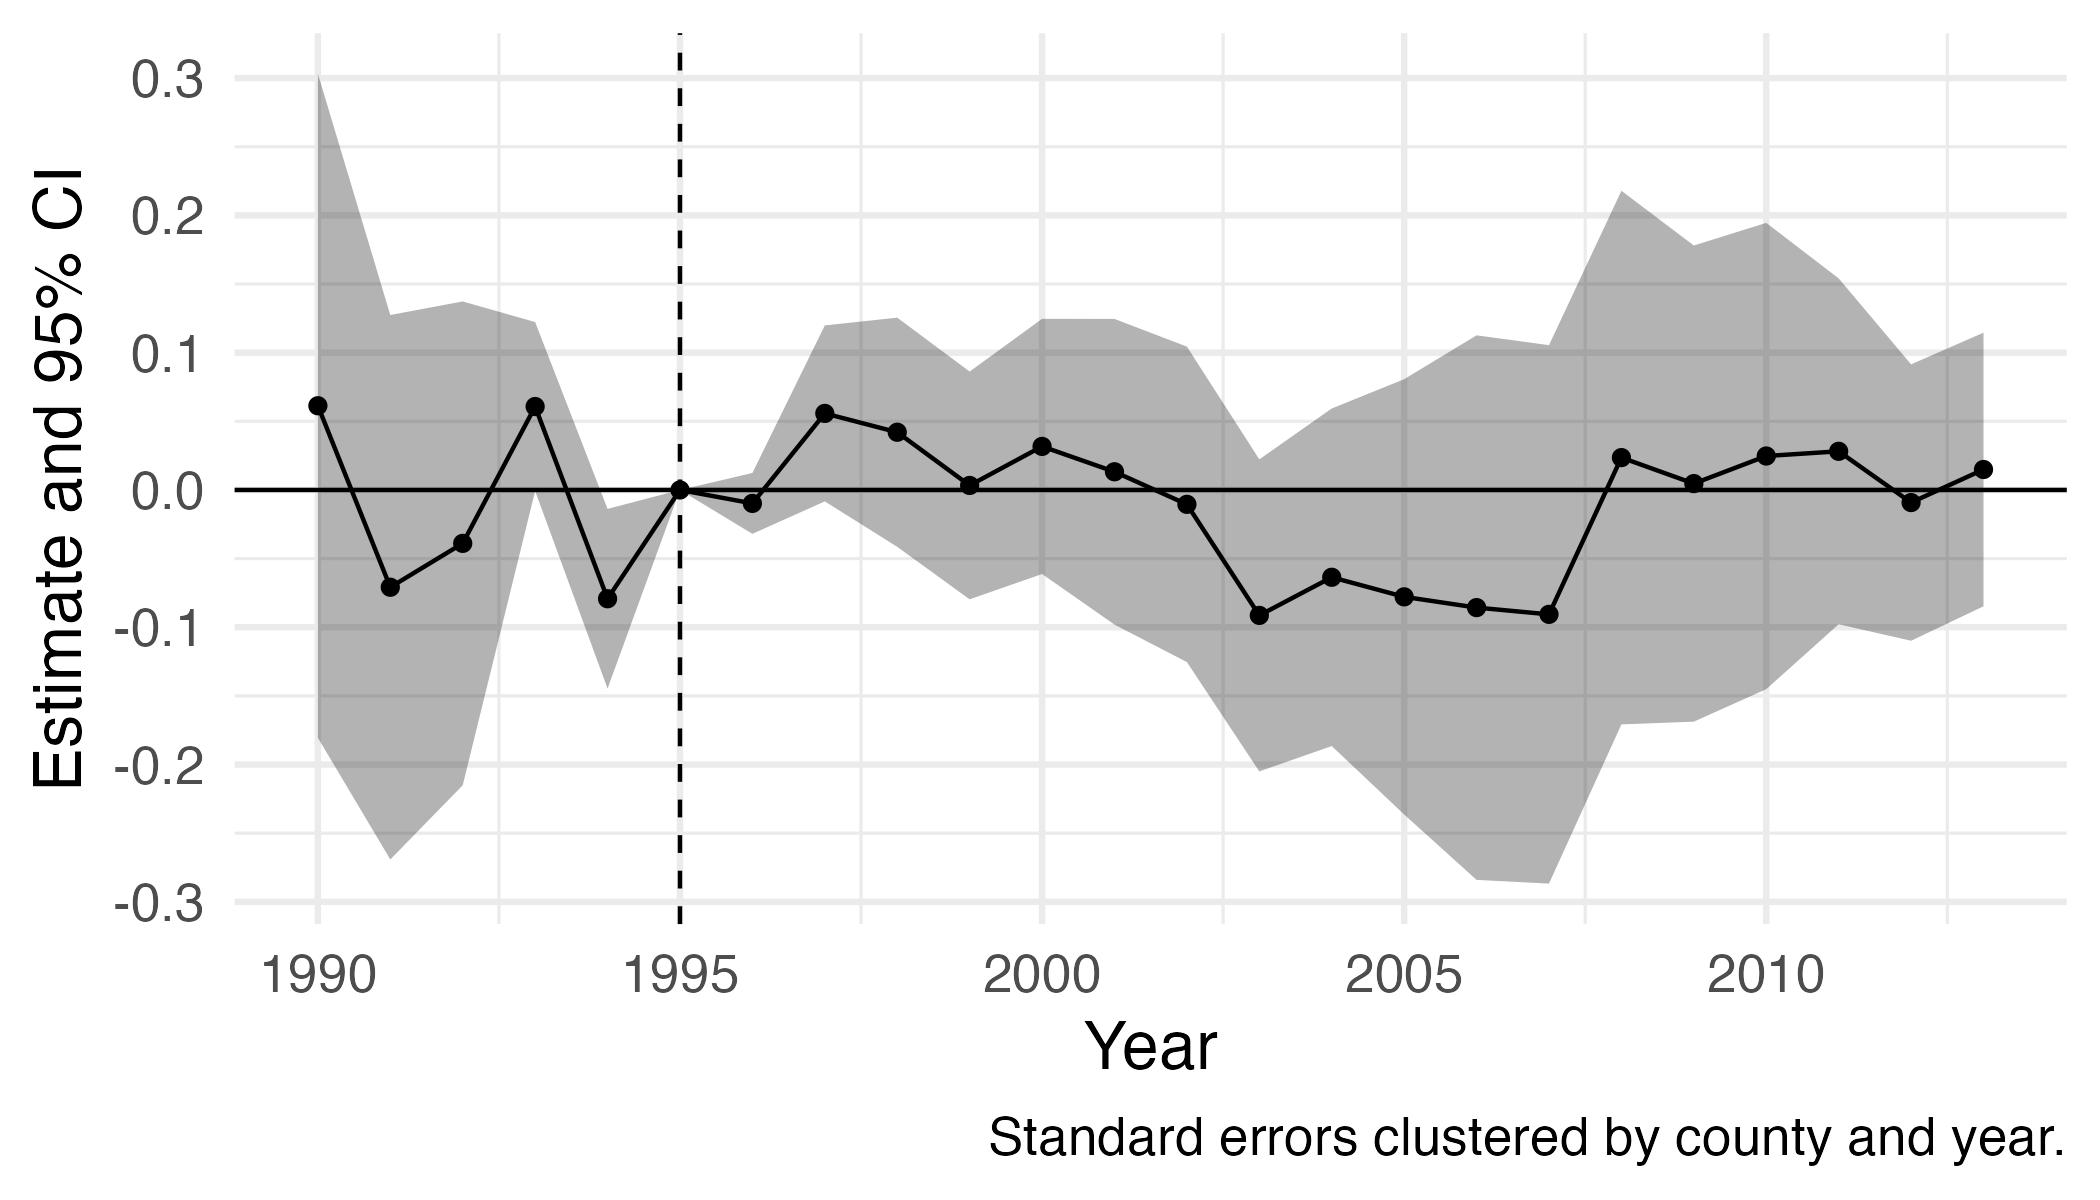 Estimate and 95% CI
0.3
0.2
0.1
0.0
-0.1
-0.2
-0.3
1990 1995 2000 2005 2010
Year
Standard errors clustered by county and year.